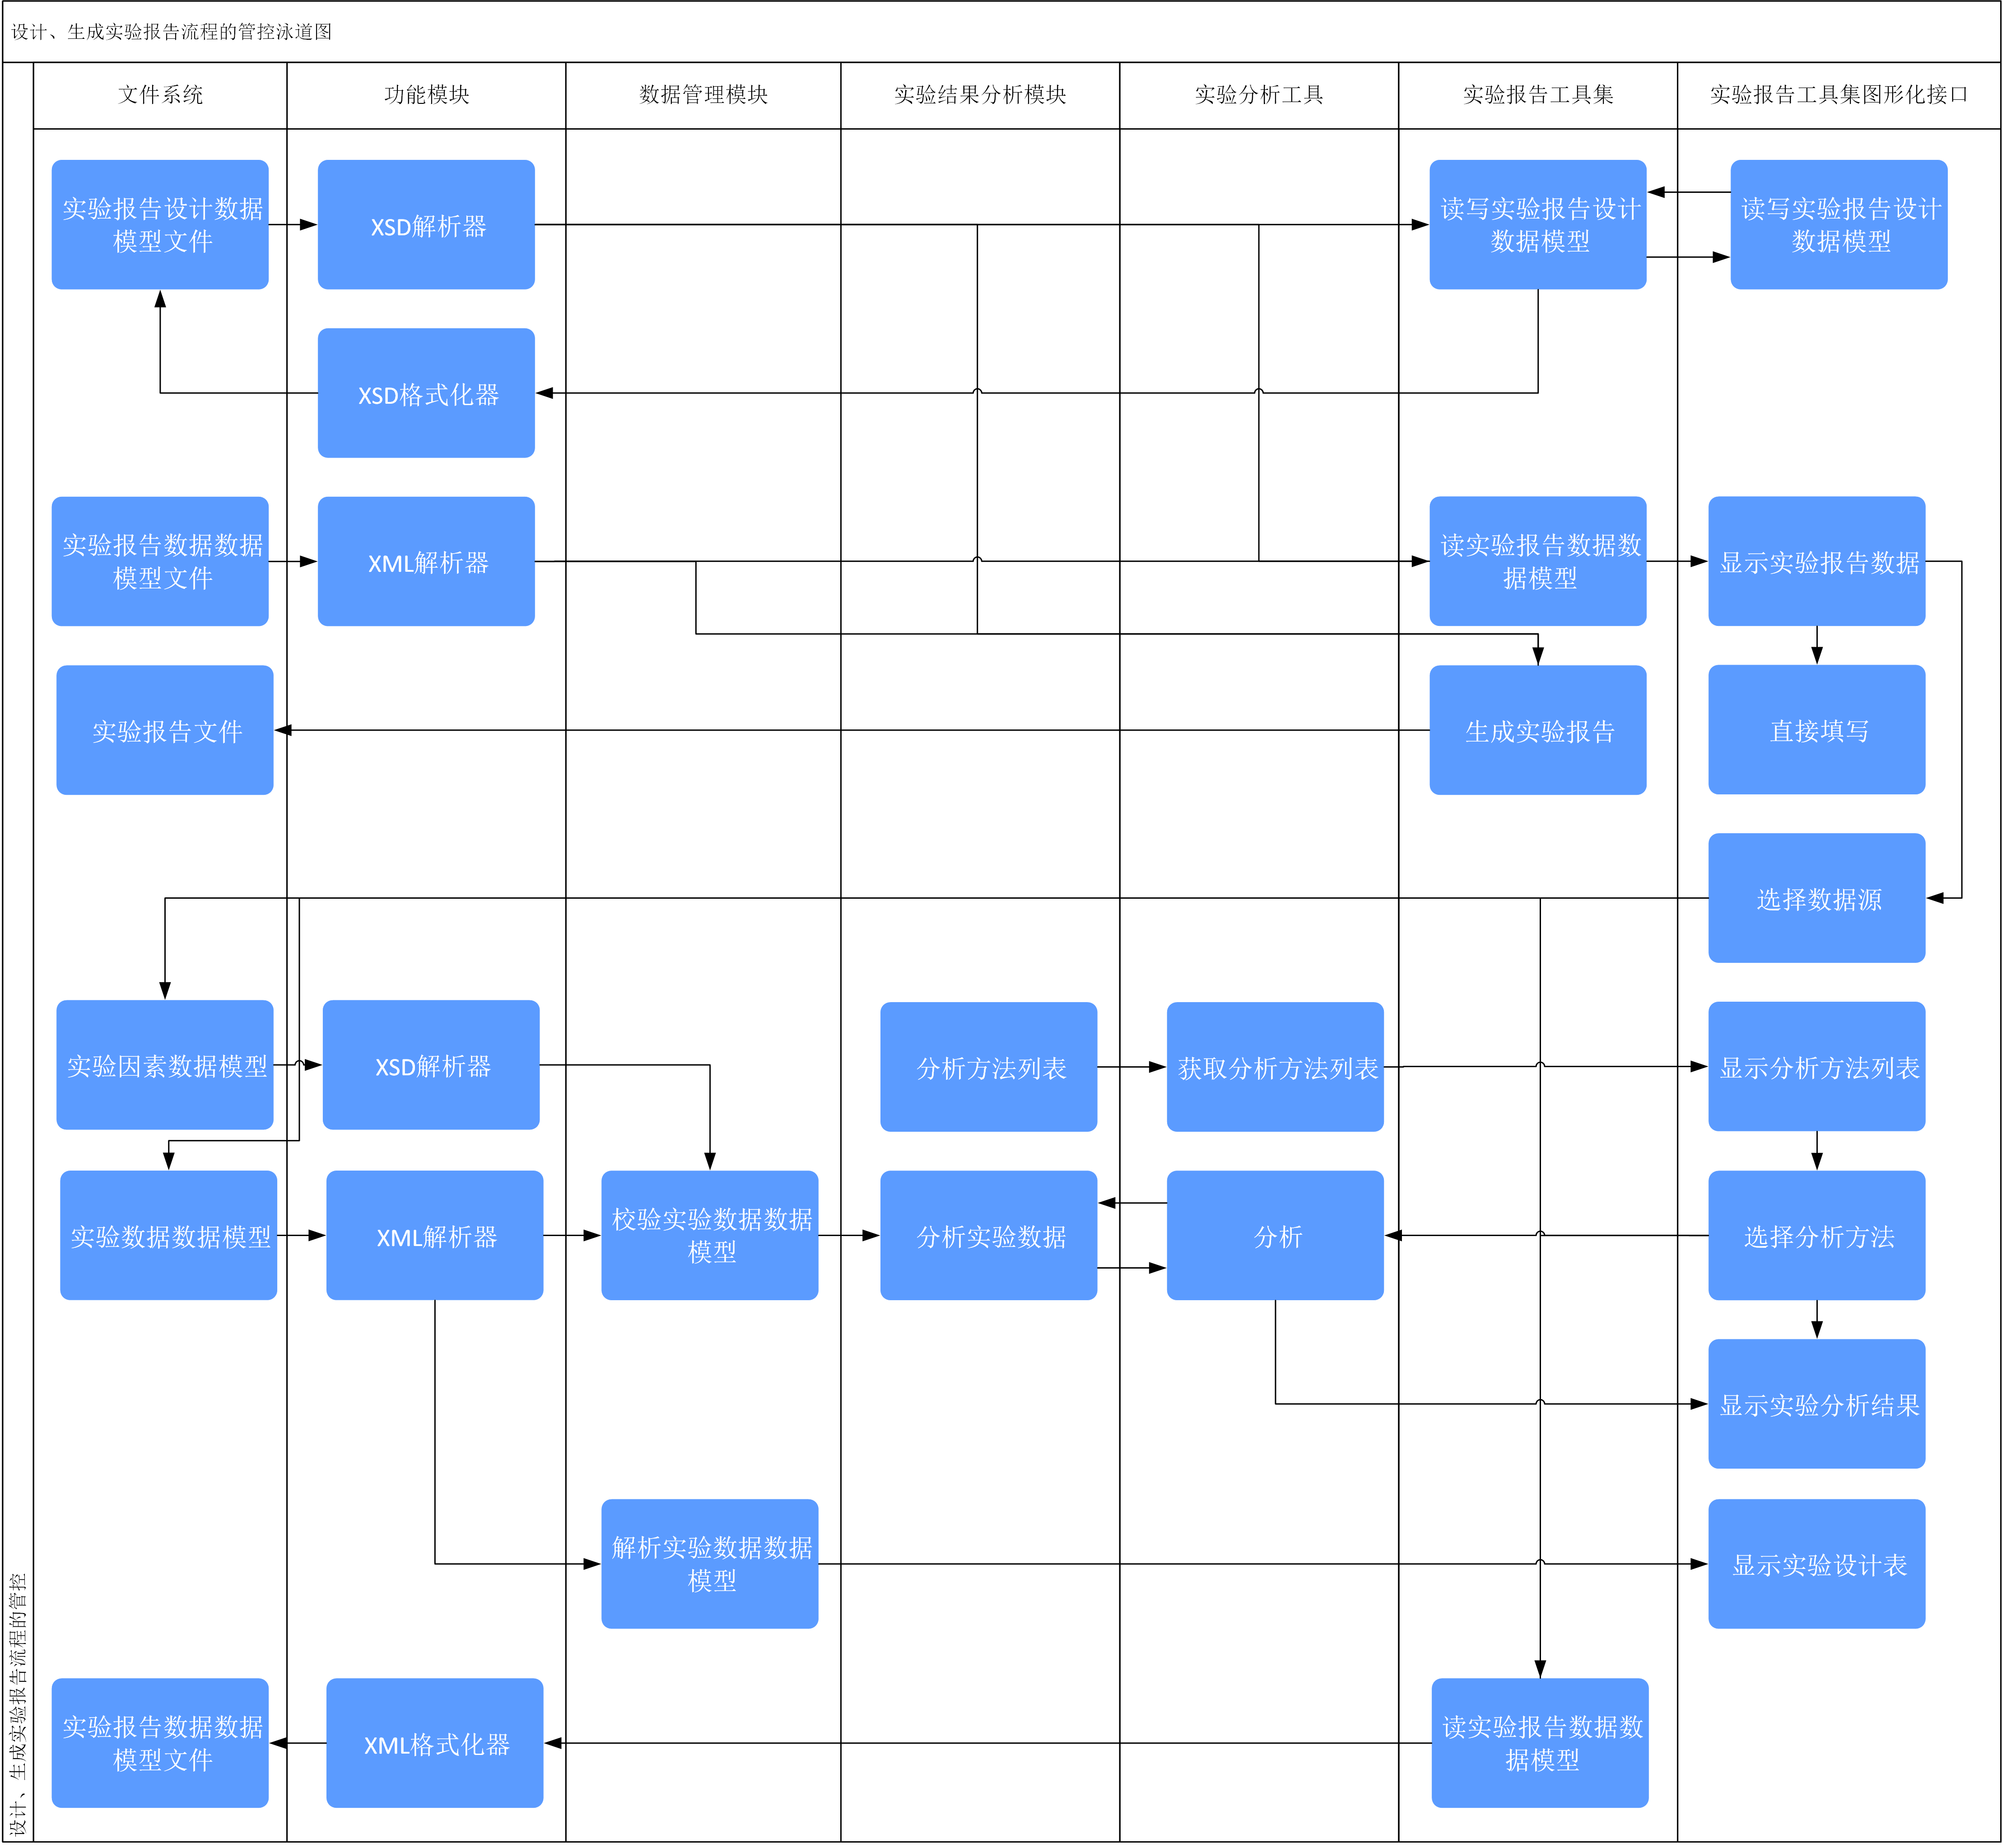 设计、生成实验报告流程的管控泳道图
文件系统
功能模块
数据管理模块
实验结果分析模块
实验分析工具
实验报告工具集
实验报告工具集图形化接口
实验报告设计数据
模型文件
XSD解析器
读写实验报告设计
数据模型
读写实验报告设计
数据模型
XSD格式化器
实验报告数据数据
模型文件
XML解析器
读实验报告数据数
据模型
显示实验报告数据
实验报告文件
生成实验报告
直接填写
选择数据源
实验因素数据模型
XSD解析器
分析方法列表
获取分析方法列表
显示分析方法列表
实验数据数据模型
XML解析器
校验实验数据数据
模型
分析实验数据
分析
选择分析方法
显示实验分析结果
解析实验数据数据
模型
显示实验设计表
实验报告数据数据
模型文件
XML格式化器
读实验报告数据数
据模型
设计、生成实验报告流程的管控